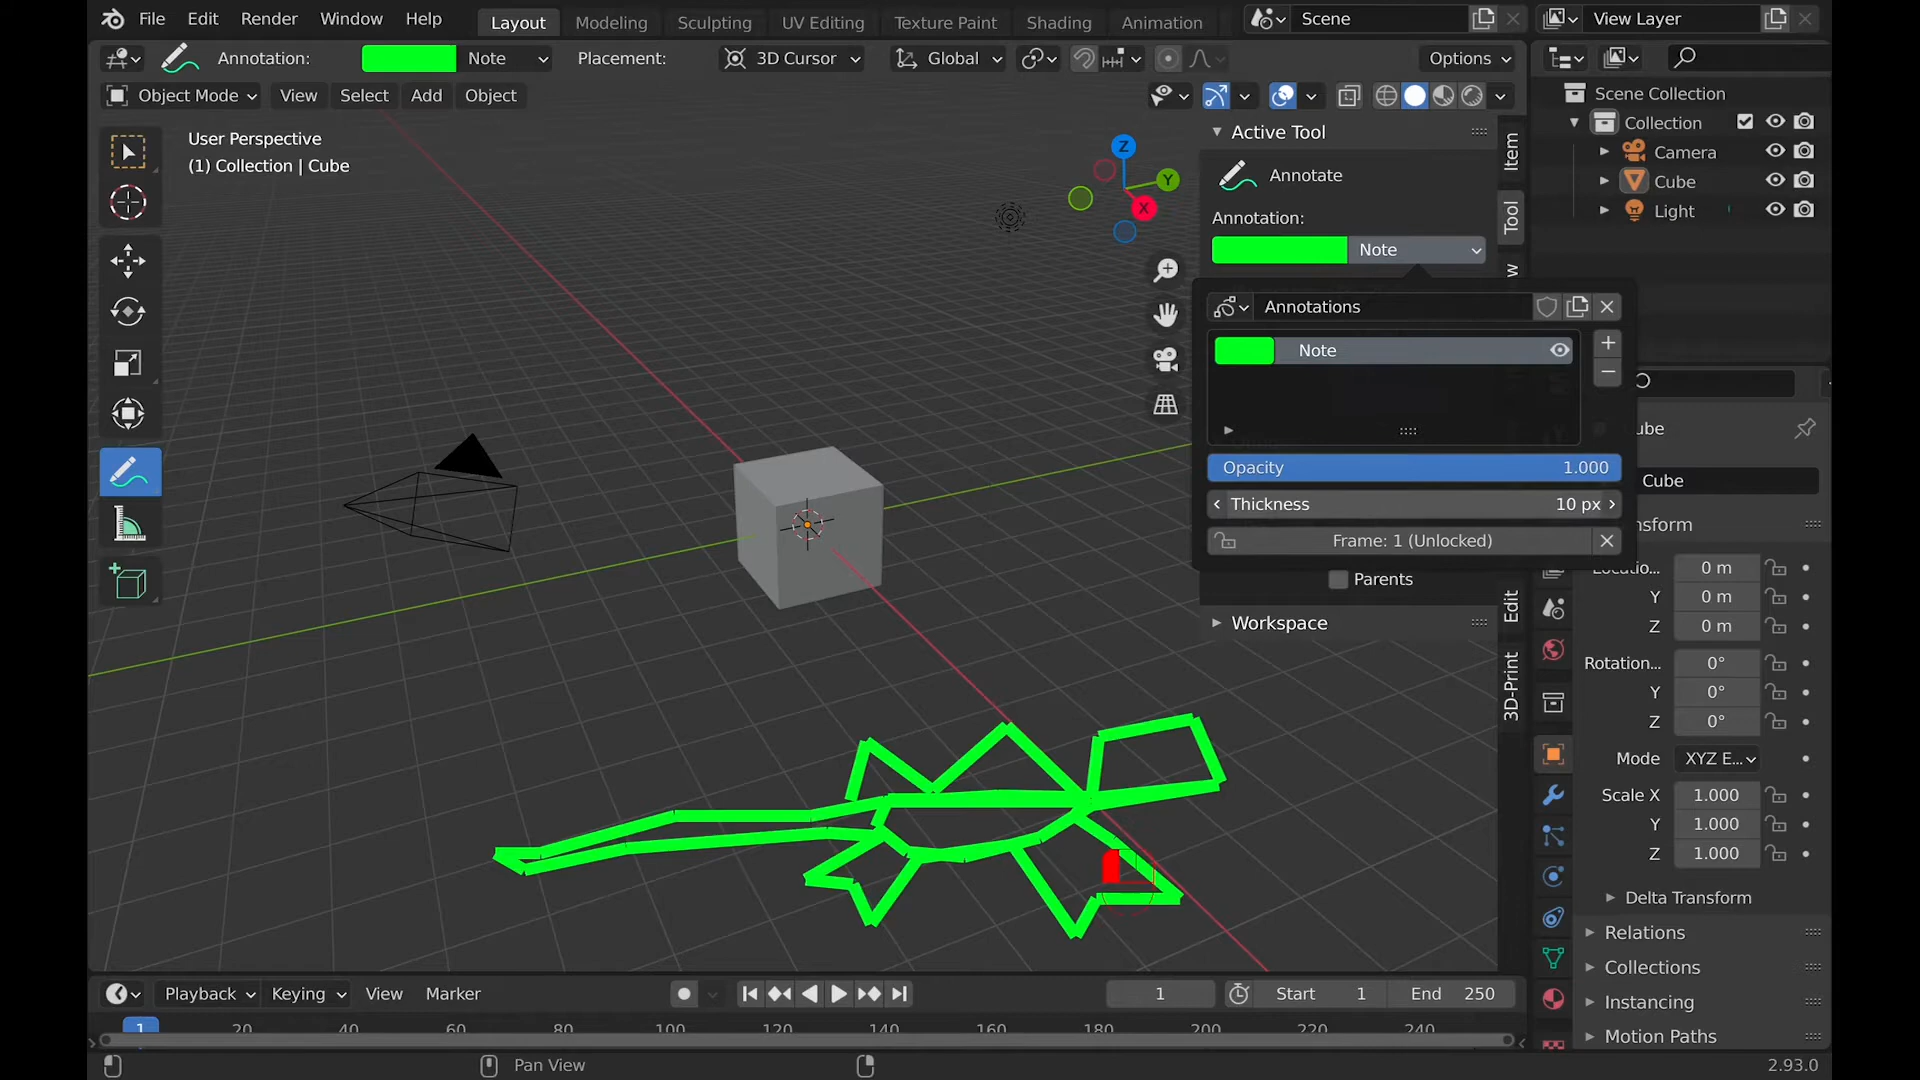 File Edit Render Window Help Layout Modeling Sculpting UV Editing Texture Paint Shading Animation Scene View Layer
Annotation: Note Placement: 3D Cursor Global Options
Object Mode View Select Add Object
User Perspective
(1) Collection | Cube
Z
Y
X
Active Tool
Annotate
Annotation:
Note
Item
Tool
Edit
3D-Print
Annotations
Note
Opacity 1.000
Thickness 10 px
Frame: 1 (Unlocked)
Parents
Workspace
Scene Collection
Collection
Camera
Cube
Light
Cube
0 m
Y 0 m
Z 0 m
Rotation... 0°
Y 0°
Z 0°
Mode XYZ E...
Scale X 1.000
Y 1.000
Z 1.000
Delta Transform
Relations
Collections
Instancing
Motion Paths
Playback Keying View Marker 1 Start 1 End 250
1 20 40 60 80 100 120 140 160 180 200 220 240
Pan View 2.93.0